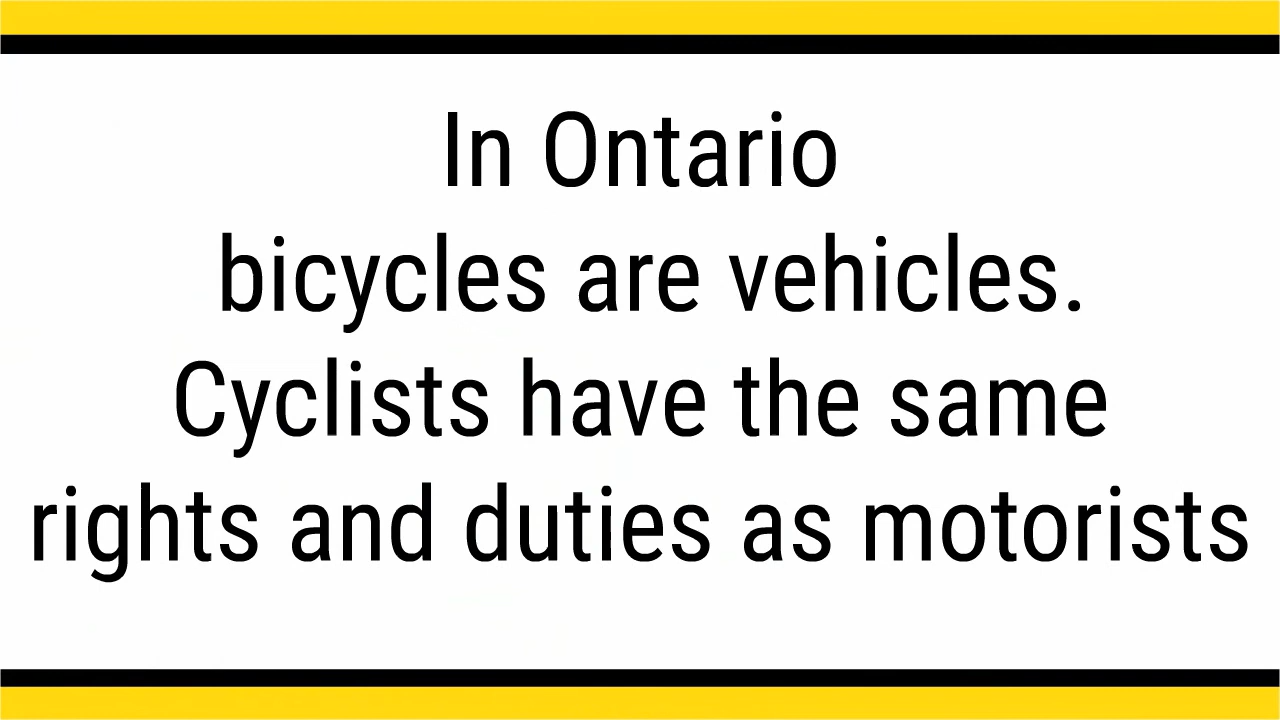 In Ontario
bicycles are vehicles.
Cyclists have the same
rights and duties as motorists